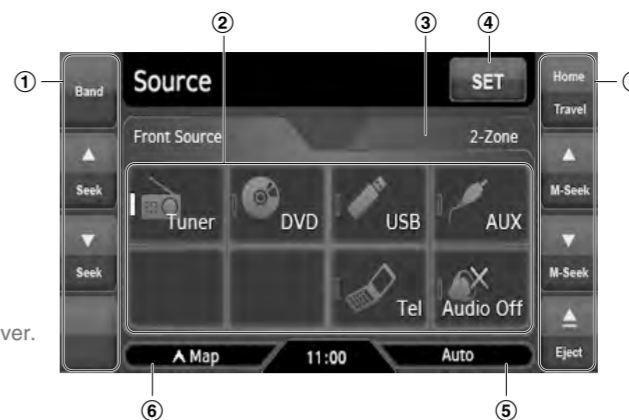 ② ③ ④
①
Band
Source
SET
Home
Travel
Front Source
2-Zone
Seek
M-Seek
Tuner
DVD
USB
AUX
Seek
M-Seek
Tel
Audio Off
ver.
Map
11:00
Auto
Eject
⑥ ⑤